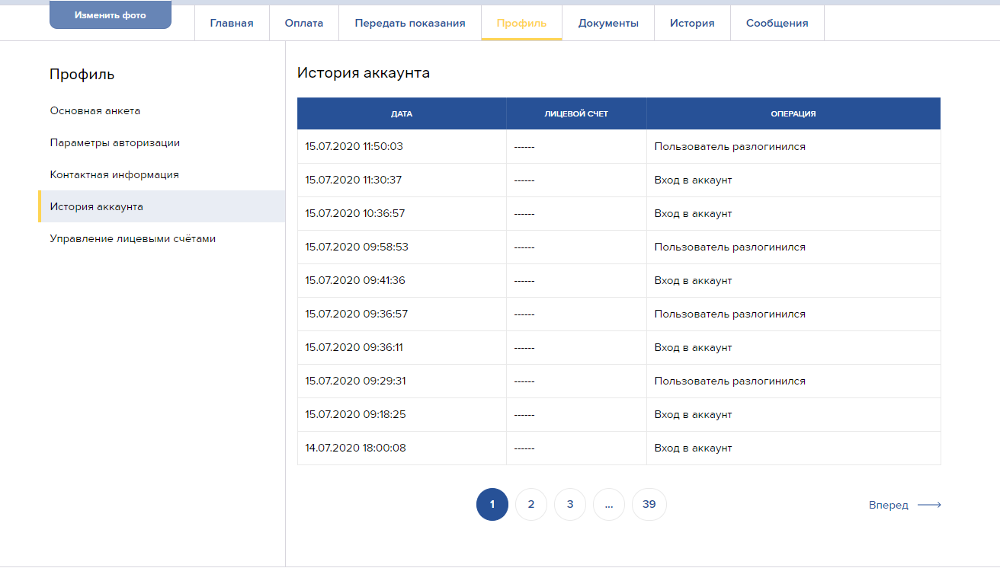 Изменить фото
Главная Оплата Передать показания Профиль Документы История Сообщения
Профиль
Основная анкета
Параметры авторизации
Контактная информация
История аккаунта
Управление лицевыми счётами
История аккаунта
ДАТА ЛИЦЕВОЙ СЧЕТ ОПЕРАЦИЯ
15.07.2020 11:50:03 ------ Пользователь разлогинился
15.07.2020 11:30:37 ------ Вход в аккаунт
15.07.2020 10:36:57 ------ Вход в аккаунт
15.07.2020 09:58:53 ------ Пользователь разлогинился
15.07.2020 09:41:36 ------ Вход в аккаунт
15.07.2020 09:36:57 ------ Пользователь разлогинился
15.07.2020 09:36:11 ------ Вход в аккаунт
15.07.2020 09:29:31 ------ Пользователь разлогинился
15.07.2020 09:18:25 ------ Вход в аккаунт
14.07.2020 18:00:08 ------ Вход в аккаунт
1 2 3 ... 39 Вперед